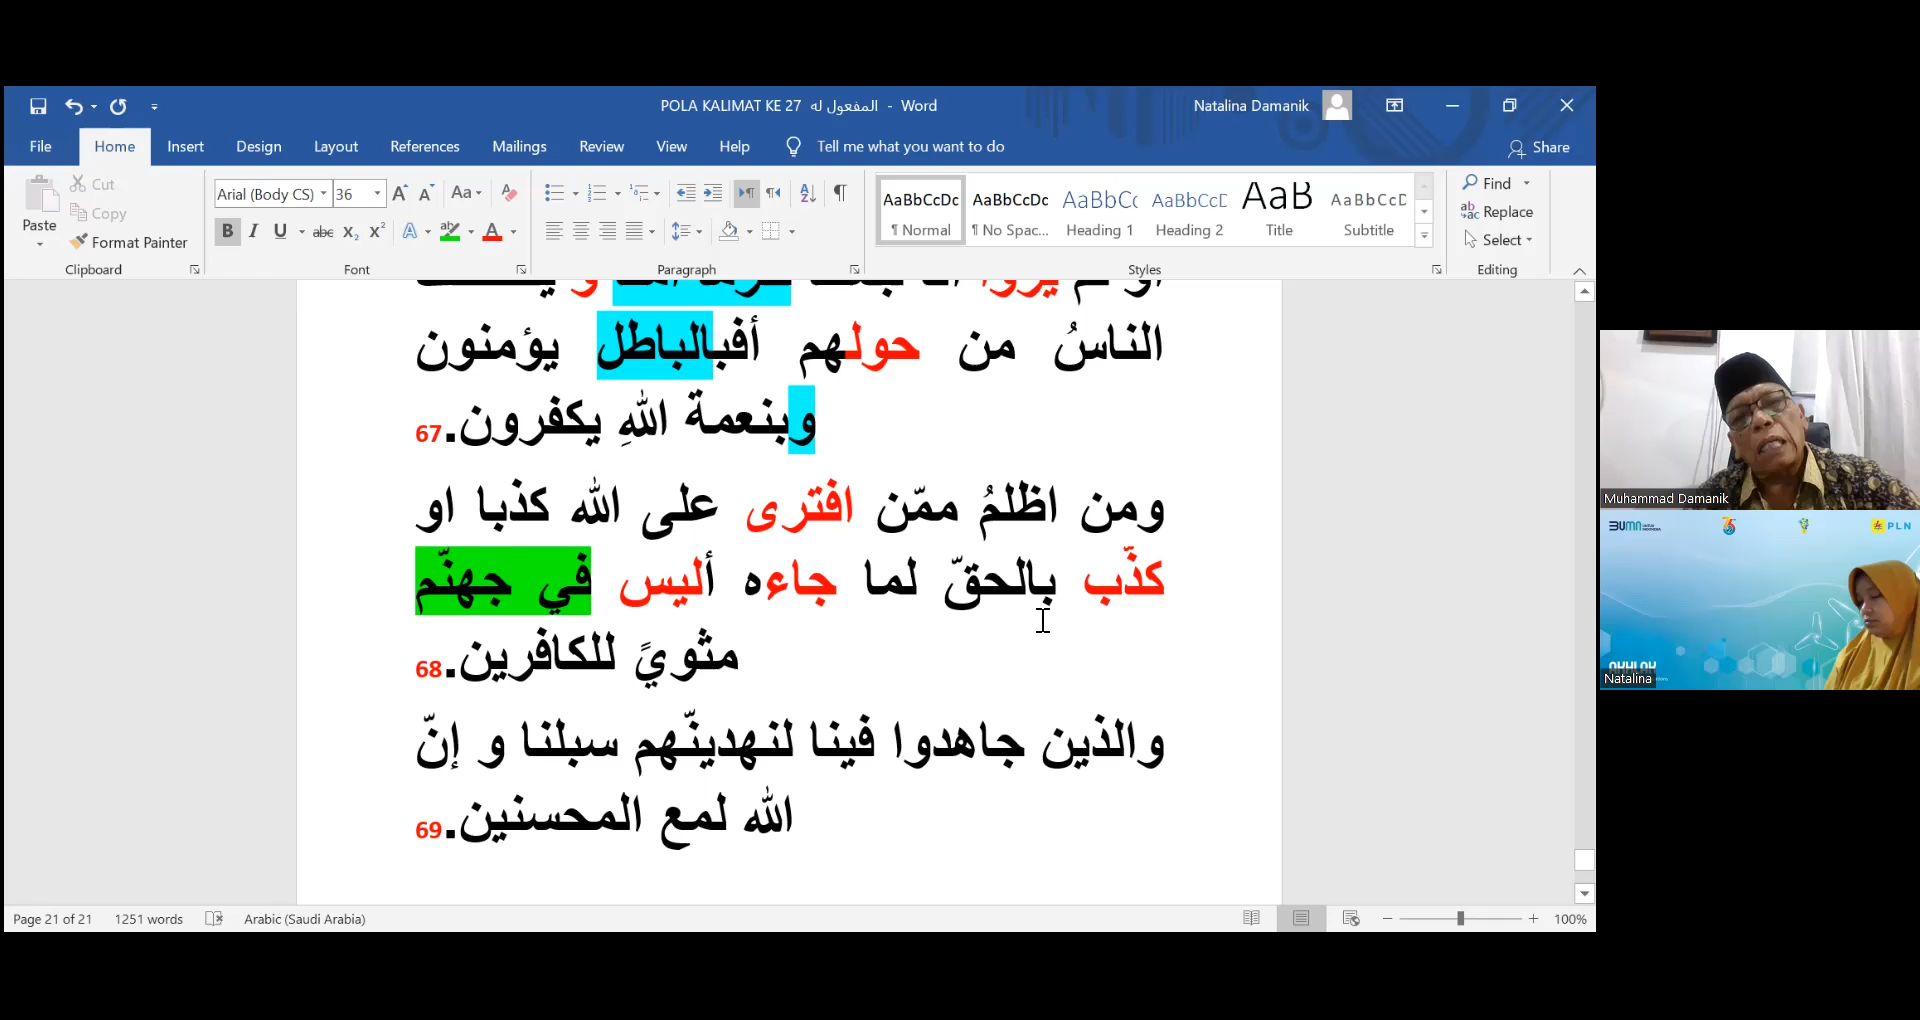 POLA KALIMAT KE 27 المفعول له - Word
Natalina Damanik
File Home Insert Design Layout References Mailings Review View Help Tell me what you want to do Share
Paste
Cut
Copy
Format Painter
Clipboard
Arial (Body CS) 36
Font
Paragraph
AaBbCcDc AaBbCcDc AaBbCc AaBbCcC AaB AaBbCcD
¶ Normal ¶ No Spac... Heading 1 Heading 2 Title Subtitle
Styles
Find
Replace
Select
Editing
الناسُ من حولهم أفبالباطل يؤمنون
وبنعمة اللهِ يكفرون.67
ومن اظلمُ ممّن افترى على الله كذبا او
كذّب بالحقّ لما جاءه أليس في جهنّم
مثويً للكافرين.68
والذين جاهدوا فينا لنهدينّهم سبلنا و إنّ
الله لمع المحسنين.69
Page 21 of 21 1251 words Arabic (Saudi Arabia) 100%
Muhammad Damanik
BUMN
PLN
AKHLAK
Natalina